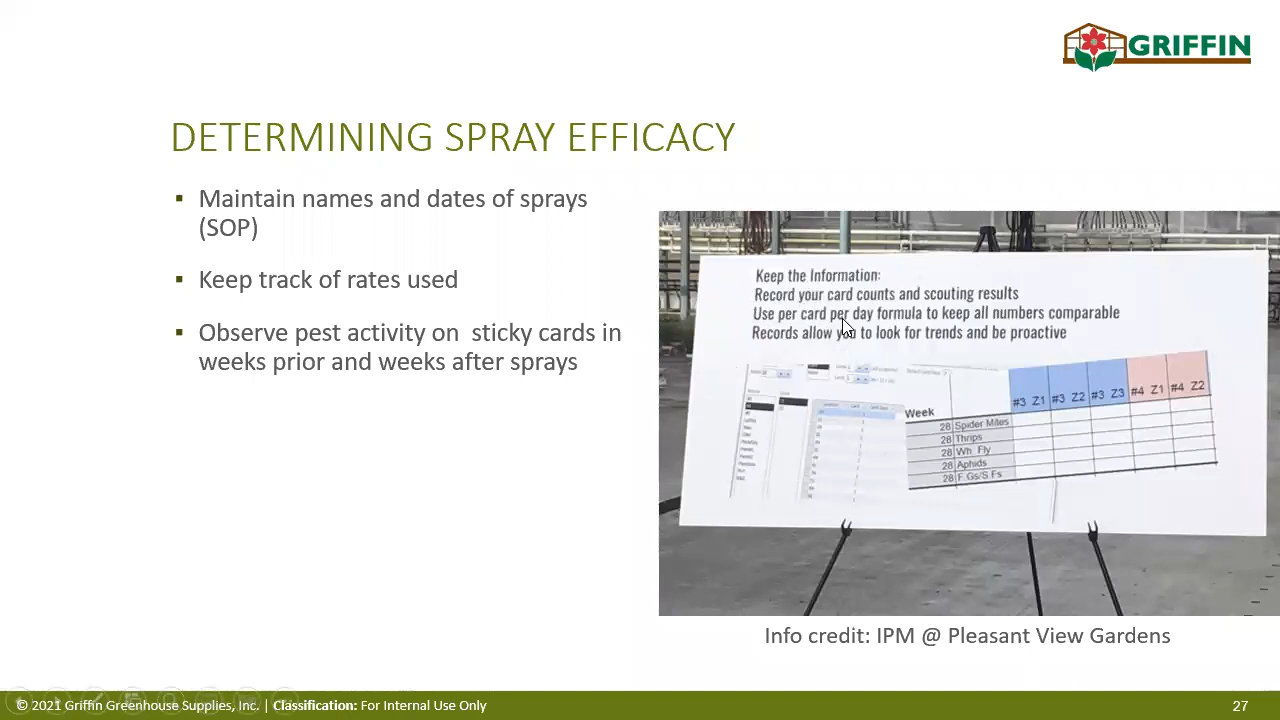 GRIFFIN
DETERMINING SPRAY EFFICACY
▪ Maintain names and dates of sprays
(SOP)
▪ Keep track of rates used
▪ Observe pest activity on sticky cards in
weeks prior and weeks after sprays
Keep the Information:
Record your card counts and scouting results
Use per card per day formula to keep all numbers comparable
Records allow you to look for trends and be proactive
#3 Z1 #3 Z2 #3 Z3 #4 Z1 #4 Z2
Week
28 Spider Mites
28 Thrips
28 Wh Fly
28 Aphids
28 F Gs/S Fs
Info credit: IPM @ Pleasant View Gardens
© 2021 Griffin Greenhouse Supplies, Inc. | Classification: For Internal Use Only
27